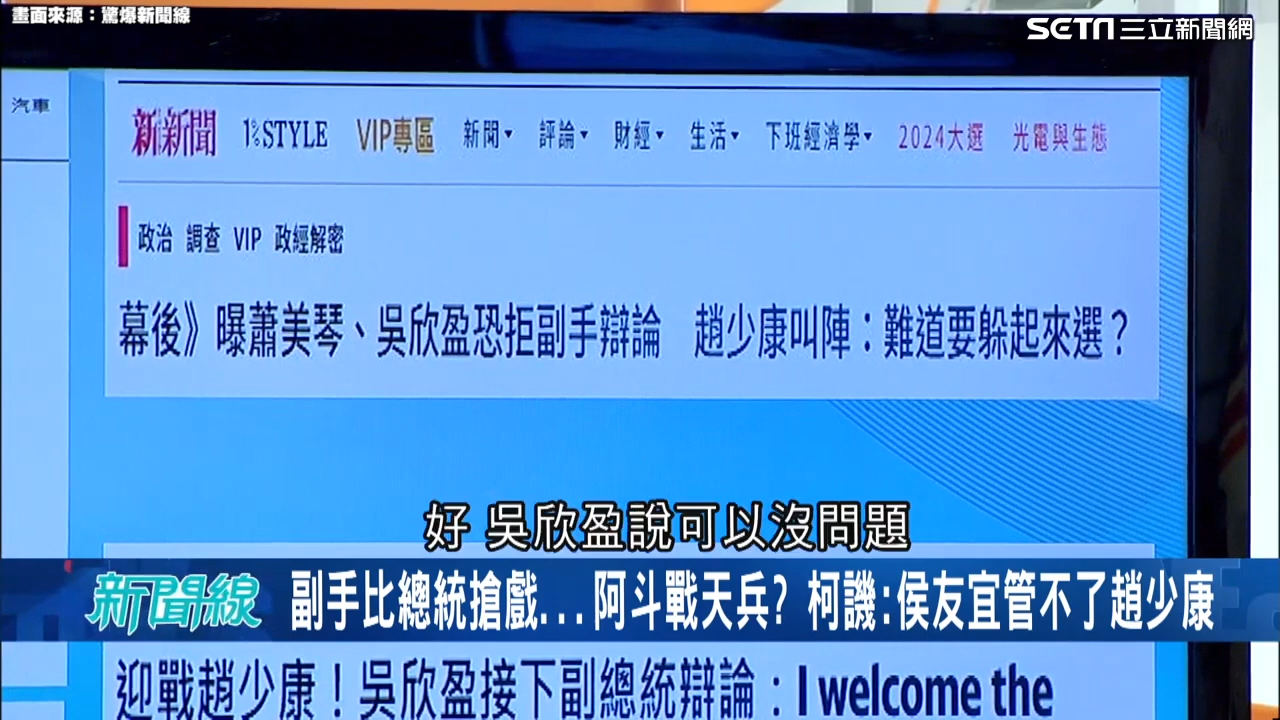 畫面來源：驚爆新聞線
SETN三立新聞網
汽車
新新聞 1%STYLE VIP專區 新聞 評論 財經 生活 下班經濟學 2024大選 光電與生態
政治 調查 VIP 政經解密
幕後》曝蕭美琴、吳欣盈恐拒副手辯論 趙少康叫陣：難道要躲起來選？
好 吳欣盈說可以沒問題
新聞線 副手比總統搶戲...阿斗戰天兵? 柯譏:侯友宜管不了趙少康
迎戰趙少康！吳欣盈接下副總統辯論：I welcome the